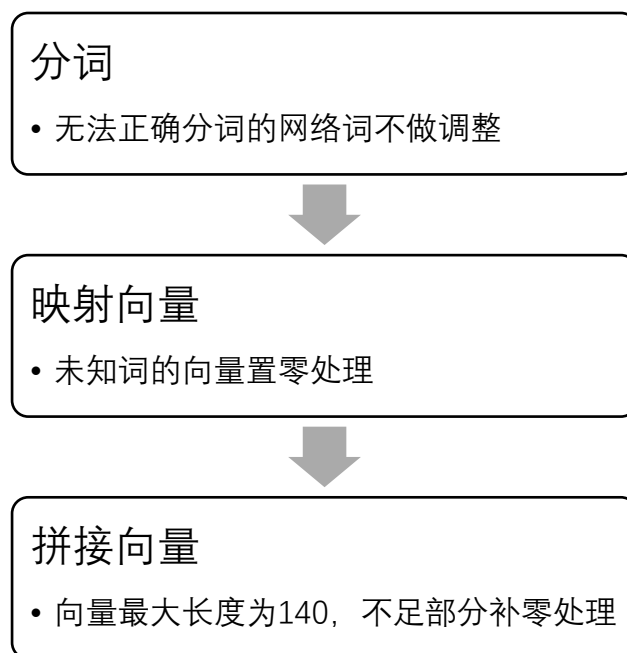 分词
• 无法正确分词的网络词不做调整
映射向量
• 未知词的向量置零处理
拼接向量
• 向量最大长度为140，不足部分补零处理